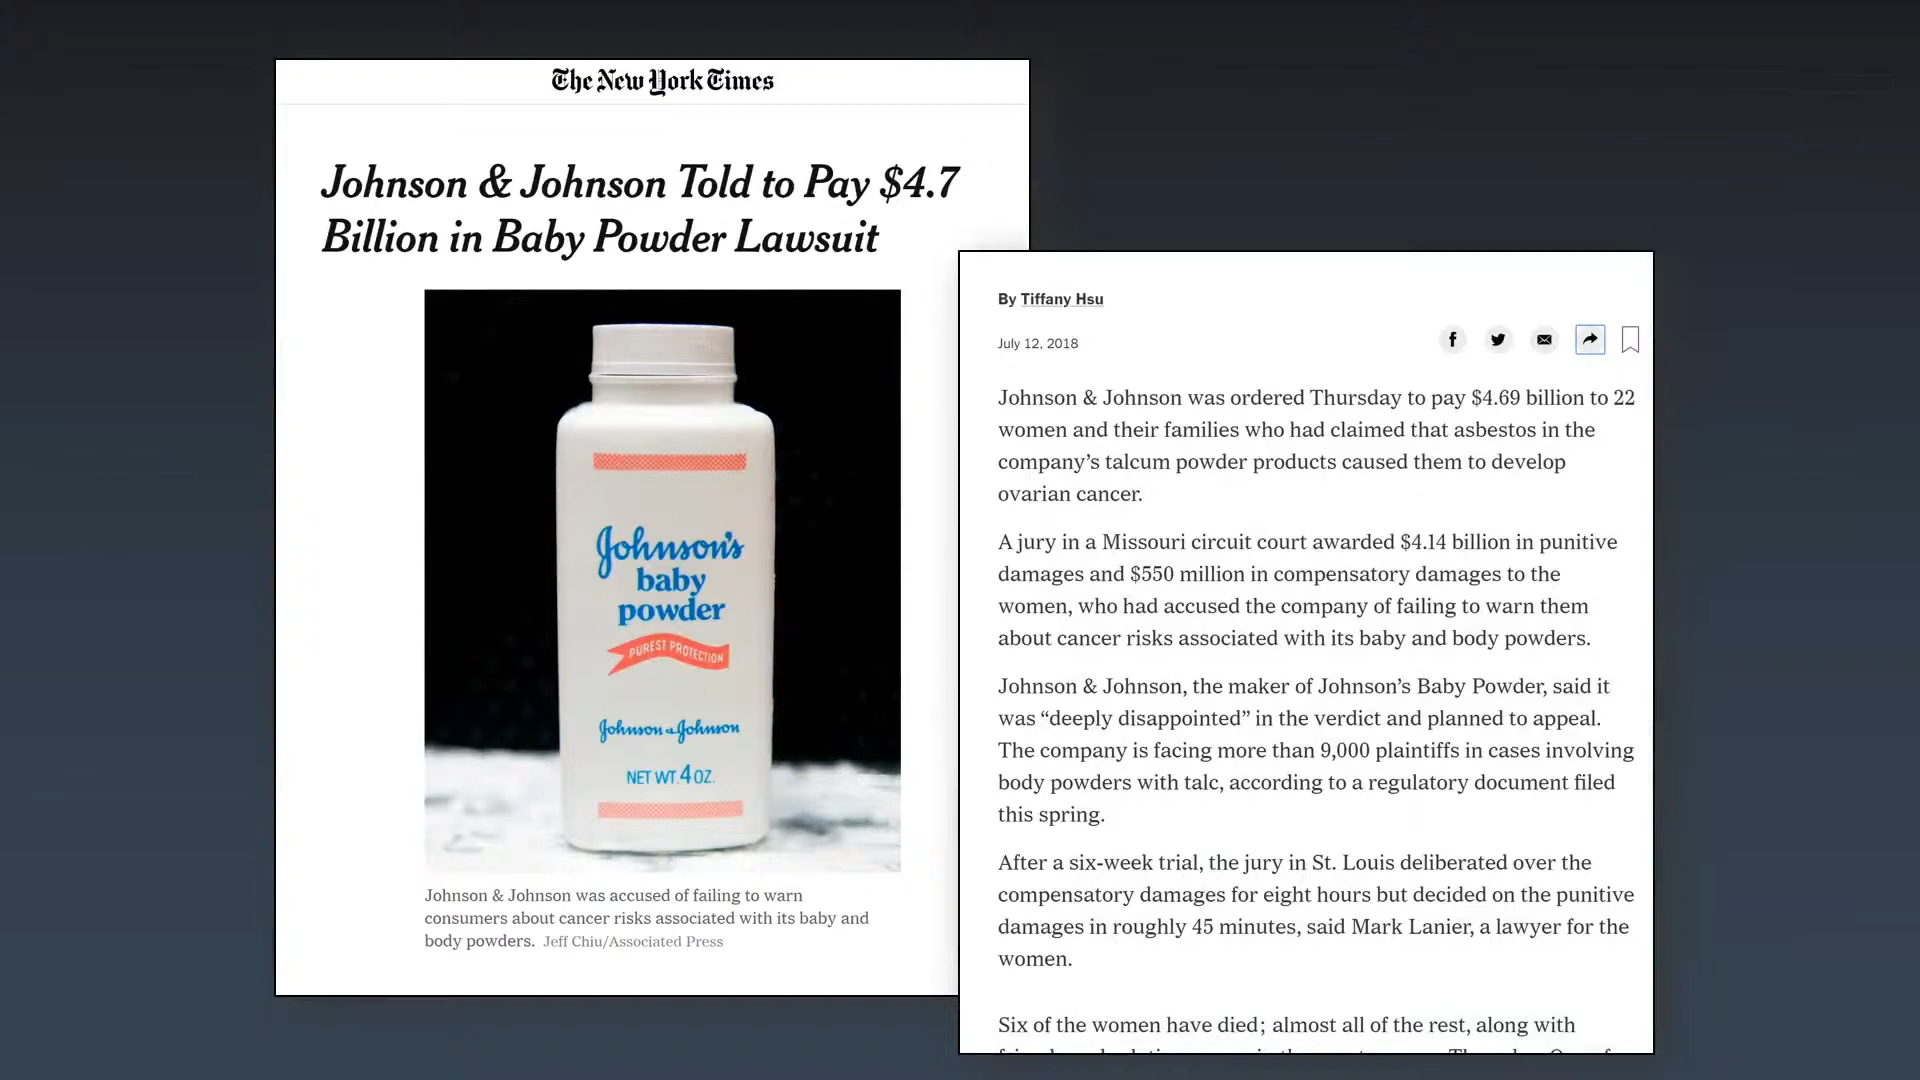 The New York Times
Johnson & Johnson Told to Pay $4.7
Billion in Baby Powder Lawsuit
Johnson's
baby
powder
PUREST PROTECTION
Johnson & Johnson
NET WT. 4 OZ.
Johnson & Johnson was accused of failing to warn
consumers about cancer risks associated with its baby and
body powders. Jeff Chiu/Associated Press
By Tiffany Hsu
July 12, 2018
Johnson & Johnson was ordered Thursday to pay $4.69 billion to 22
women and their families who had claimed that asbestos in the
company’s talcum powder products caused them to develop
ovarian cancer.
A jury in a Missouri circuit court awarded $4.14 billion in punitive
damages and $550 million in compensatory damages to the
women, who had accused the company of failing to warn them
about cancer risks associated with its baby and body powders.
Johnson & Johnson, the maker of Johnson’s Baby Powder, said it
was “deeply disappointed” in the verdict and planned to appeal.
The company is facing more than 9,000 plaintiffs in cases involving
body powders with talc, according to a regulatory document filed
this spring.
After a six-week trial, the jury in St. Louis deliberated over the
compensatory damages for eight hours but decided on the punitive
damages in roughly 45 minutes, said Mark Lanier, a lawyer for the
women.
Six of the women have died; almost all of the rest, along with